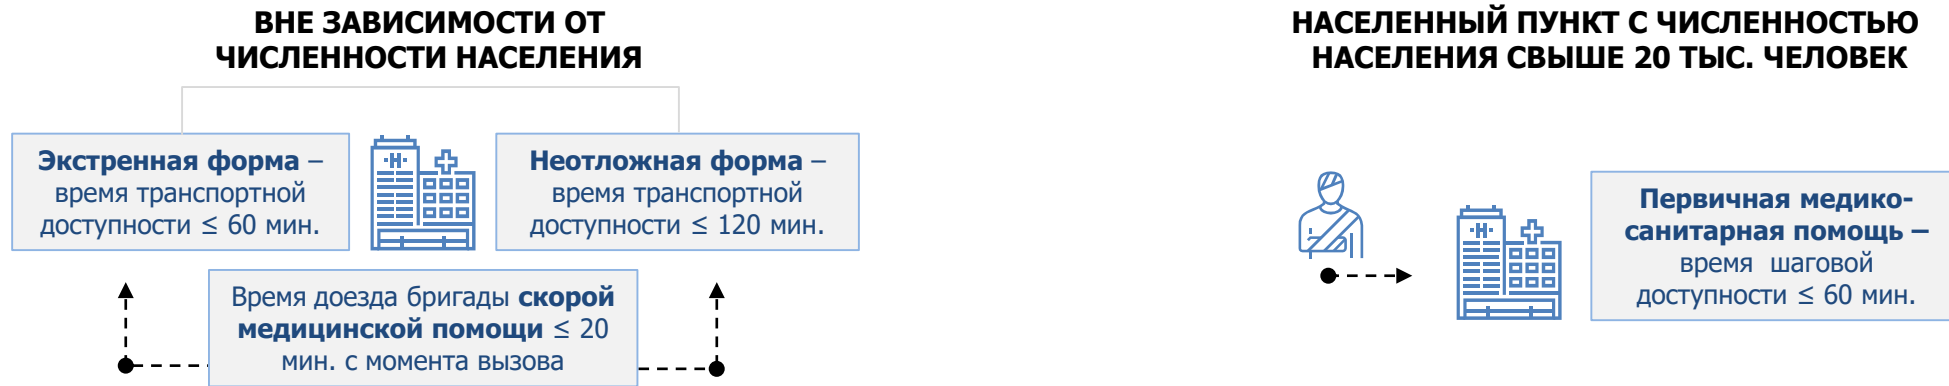 ВНЕ ЗАВИСИМОСТИ ОТ
ЧИСЛЕННОСТИ НАСЕЛЕНИЯ
Экстренная форма –
время транспортной
доступности ≤ 60 мин.
·H·
Неотложная форма –
время транспортной
доступности ≤ 120 мин.
Время доезда бригады скорой
медицинской помощи ≤ 20
мин. с момента вызова
НАСЕЛЕННЫЙ ПУНКТ С ЧИСЛЕННОСТЬЮ
НАСЕЛЕНИЯ СВЫШЕ 20 ТЫС. ЧЕЛОВЕК
·H·
Первичная медико-
санитарная помощь –
время шаговой
доступности ≤ 60 мин.